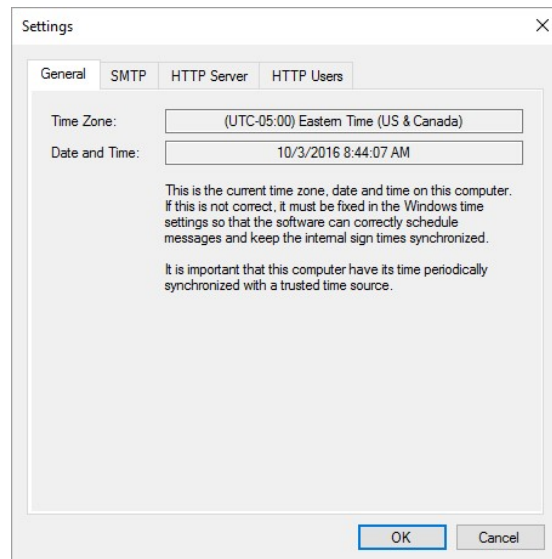 Settings
General SMTP HTTP Server HTTP Users
Time Zone: (UTC-05:00) Eastern Time (US & Canada)
Date and Time: 10/3/2016 8:44:07 AM
This is the current time zone, date and time on this computer.
If this is not correct, it must be fixed in the Windows time
settings so that the software can correctly schedule
messages and keep the internal sign times synchronized.
It is important that this computer have its time periodically
synchronized with a trusted time source.
OK Cancel